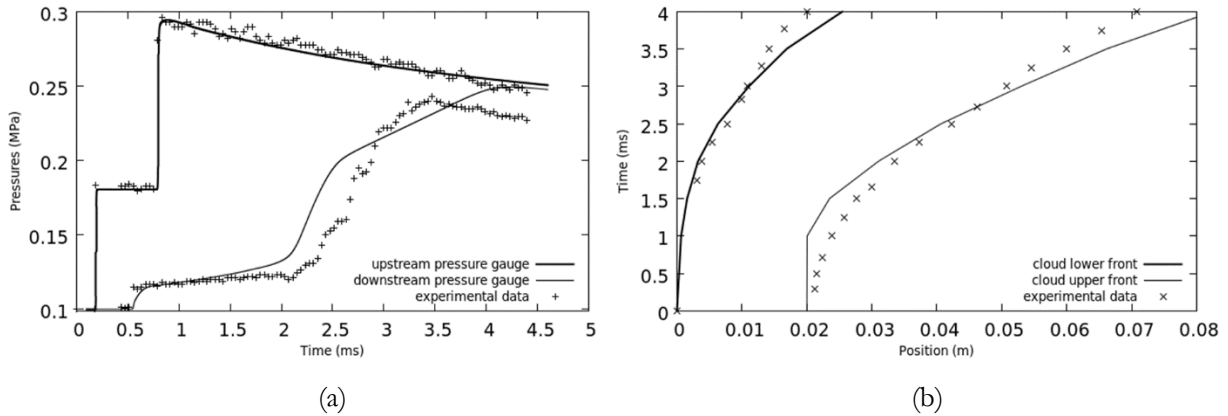 0.3
0.25
0.2
0.15
0.1
Pressures (MPa)
upstream pressure gauge
downstream pressure gauge
experimental data
0 0.5 1 1.5 2 2.5 3 3.5 4 4.5 5
Time (ms)
(a)
4
3.5
3
2.5
2
1.5
1
0.5
0
Time (ms)
cloud lower front
cloud upper front
experimental data
0 0.01 0.02 0.03 0.04 0.05 0.06 0.07 0.08
Position (m)
(b)